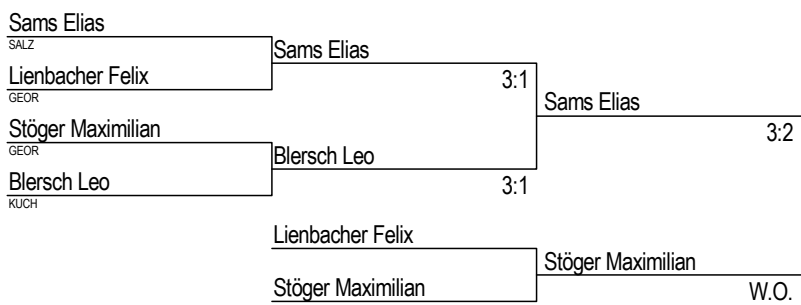 Sams Elias
SALZ
Sams Elias
Lienbacher Felix
3:1
GEOR
Sams Elias
Stöger Maximilian
3:2
GEOR
Blersch Leo
Blersch Leo
3:1
KUCH
Lienbacher Felix
Stöger Maximilian
Stöger Maximilian
W.O.